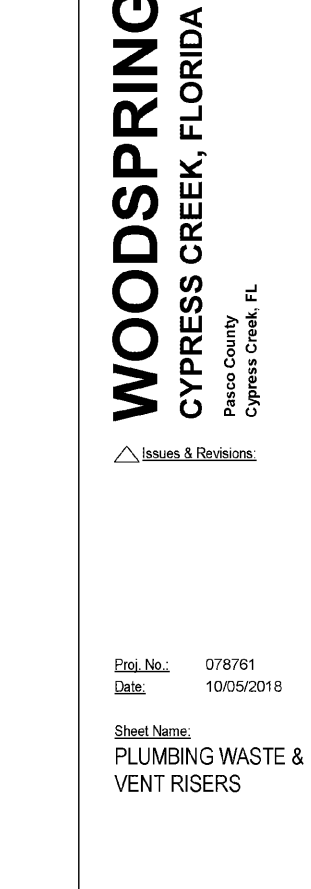 WOODSPRING
CYPRESS CREEK, FLORIDA
Pasco County
Cypress Creek, FL
Issues & Revisions:
Proj. No.: 078761
Date: 10/05/2018
Sheet Name:
PLUMBING WASTE &
VENT RISERS